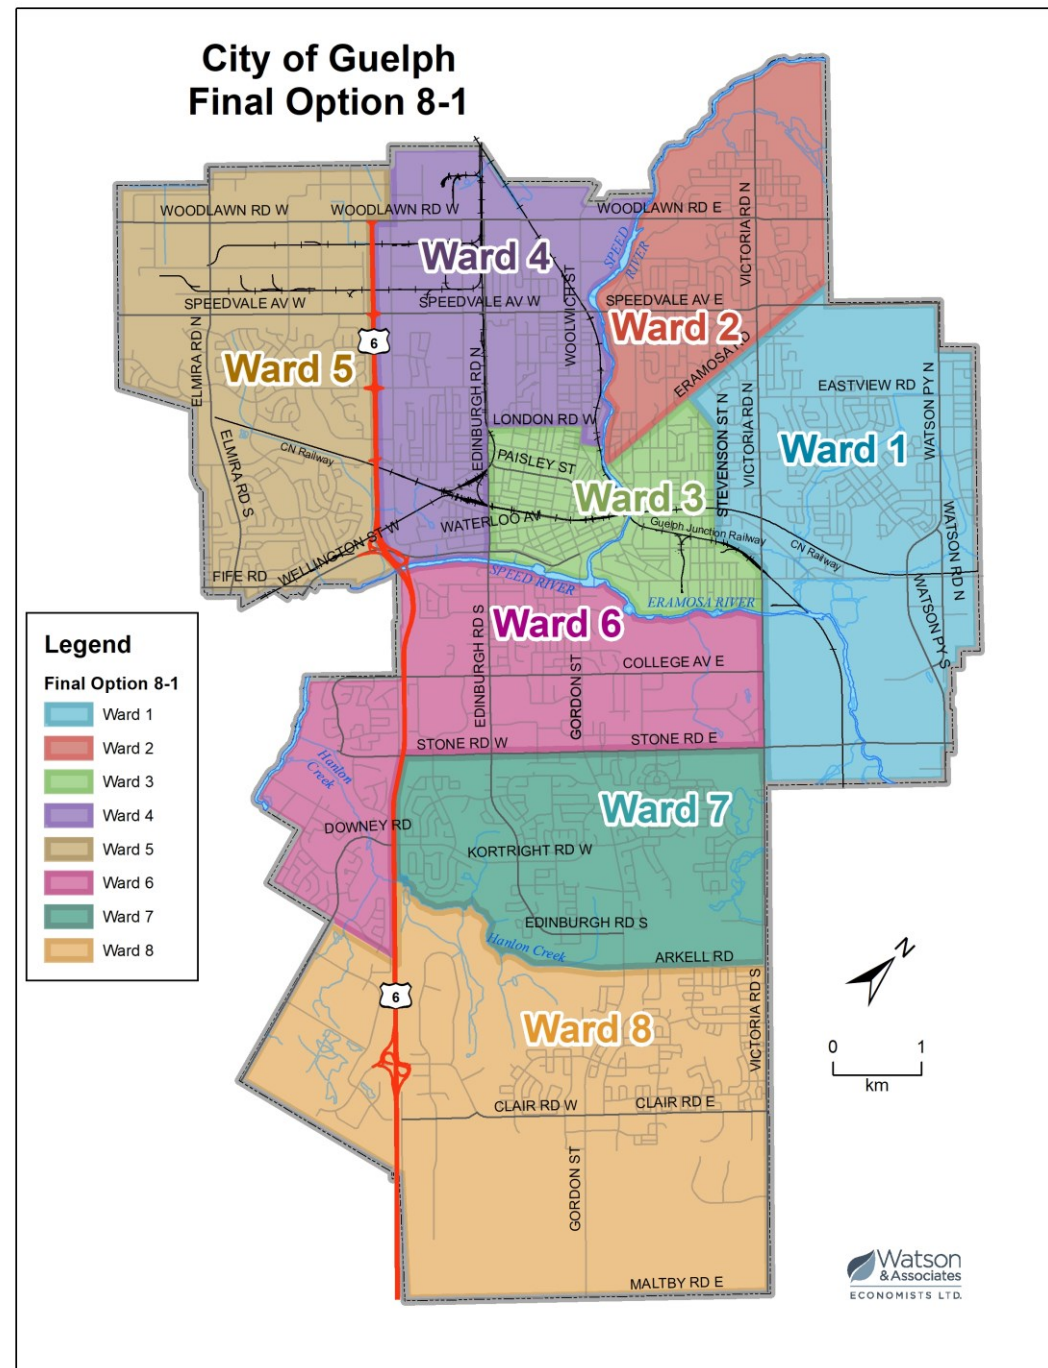 City of Guelph
Final Option 8-1
WOODLAWN RD W
WOODLAWN RD W
WOODLAWN RD E
SPEED
RIVER
VICTORIA RD N
Ward 4
WOOLWICH ST
SPEEDVALE AV W
SPEEDVALE AV W
SPEEDVALE AV E
Ward 2
ELMIRA RD N
6
Ward 5
EDINBURGH RD N
ERAMOSA RD
EASTVIEW RD
WATSON PY N
STEVENSON ST N
VICTORIA RD N
LONDON RD W
Ward 1
ELMIRA RD S
CN Railway
PAISLEY ST
Ward 3
WATERLOO AV
Guelph Junction Railway
CN Railway
WATSON RD N
WELLINGTON ST W
FIFE RD
SPEED RIVER
ERAMOSA RIVER
WATSON PY S
Ward 6
EDINBURGH RD S
GORDON ST
COLLEGE AV E
STONE RD W
STONE RD E
Hanlon
Creek
Ward 7
DOWNEY RD
KORTRIGHT RD W
EDINBURGH RD S
Hanlon Creek
ARKELL RD
6
VICTORIA RD S
Ward 8
CLAIR RD W
CLAIR RD E
GORDON ST
MALTBY RD E
Legend
Final Option 8-1
Ward 1
Ward 2
Ward 3
Ward 4
Ward 5
Ward 6
Ward 7
Ward 8
N
0 1
km
Watson
& Associates
ECONOMISTS LTD.